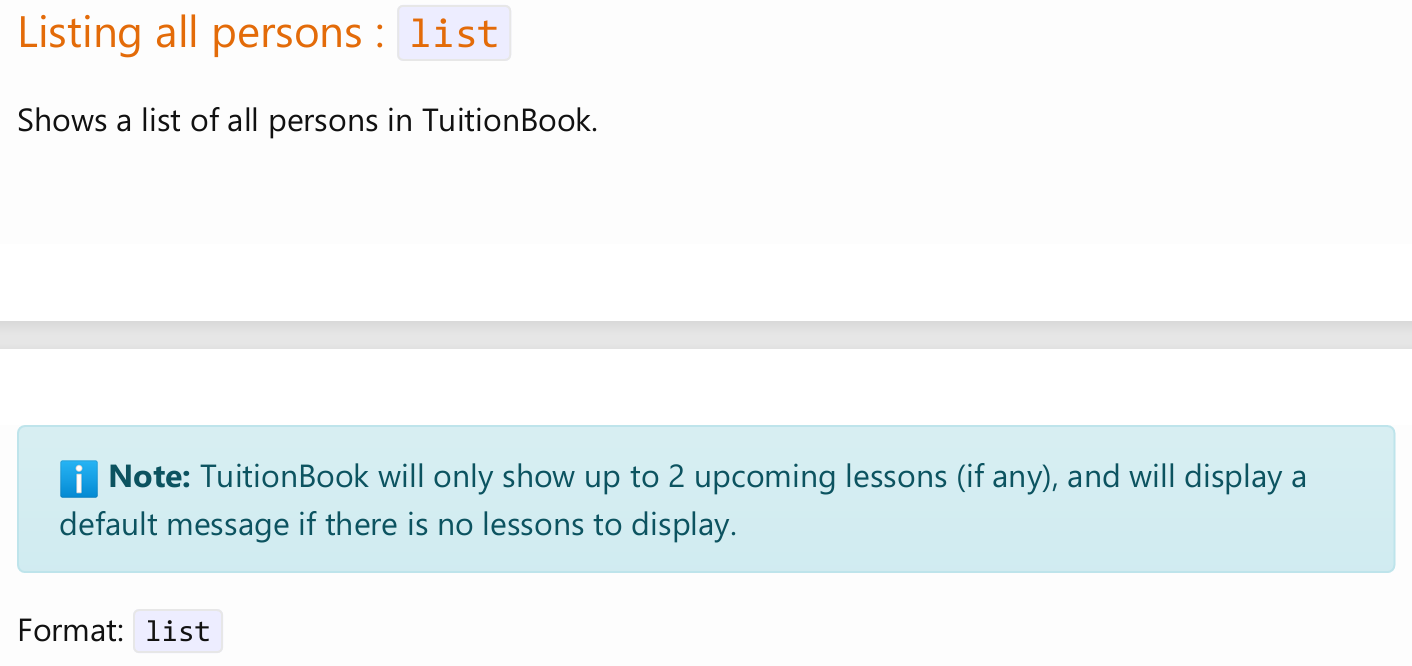 Listing all persons : list
Shows a list of all persons in TuitionBook.
ℹ️ Note: TuitionBook will only show up to 2 upcoming lessons (if any), and will display a
default message if there is no lessons to display.
Format: list